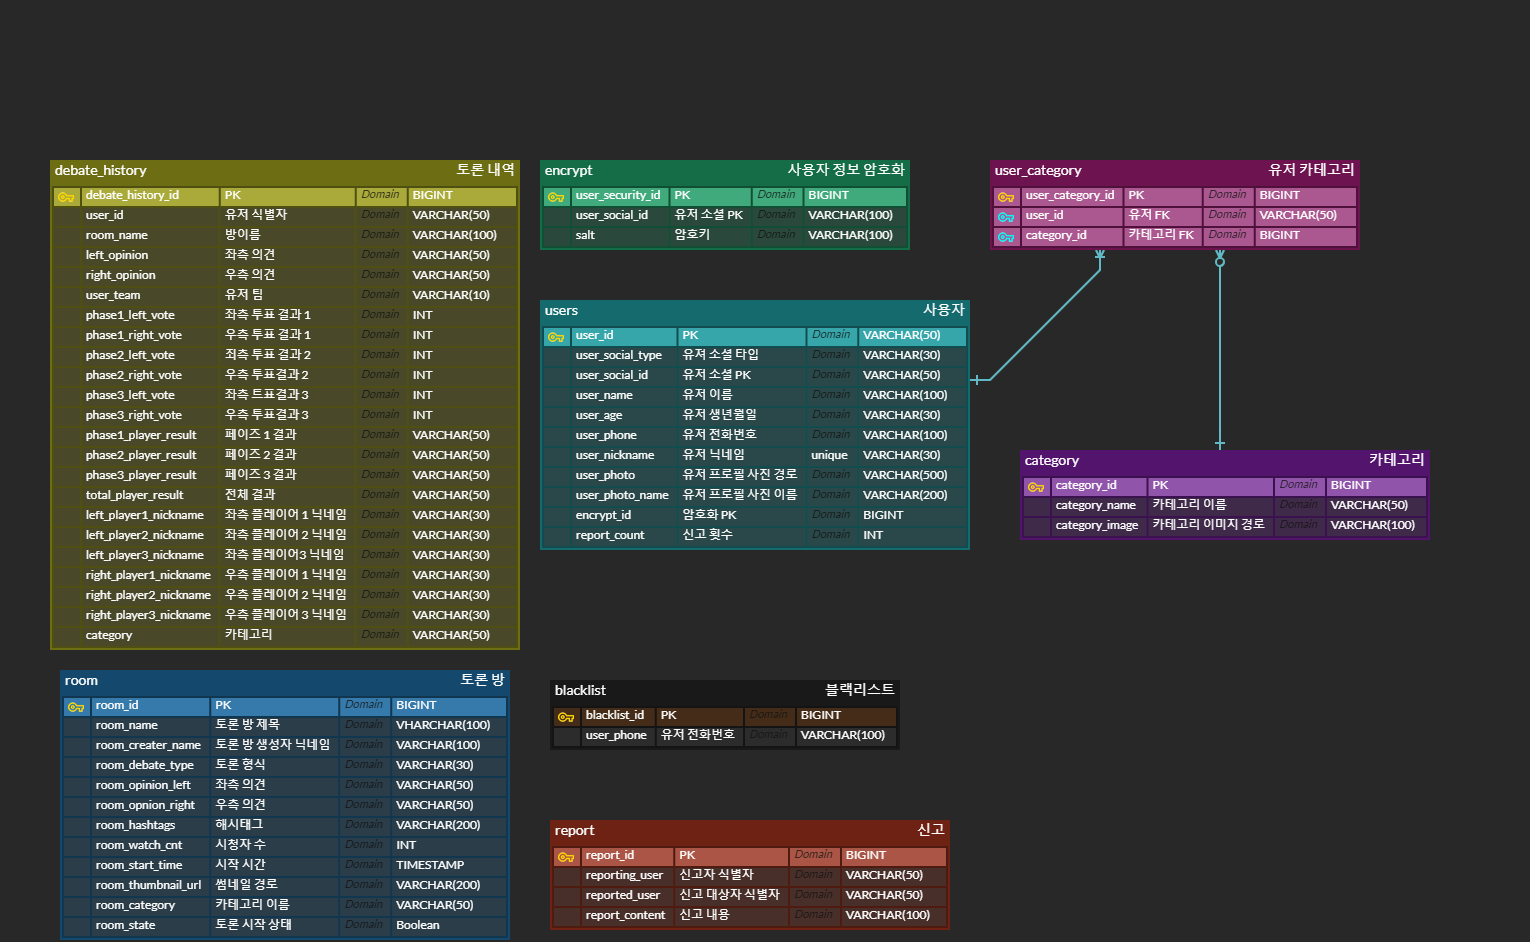 debate_history 토론 내역
debate_history_id PK Domain BIGINT
user_id 유저 식별자 Domain VARCHAR(50)
room_name 방이름 Domain VARCHAR(100)
left_opinion 좌측 의견 Domain VARCHAR(50)
right_opinion 우측 의견 Domain VARCHAR(50)
user_team 유저 팀 Domain VARCHAR(10)
phase1_left_vote 좌측 투표 결과 1 Domain INT
phase1_right_vote 우측 투표 결과 1 Domain INT
phase2_left_vote 죄측 투표 결과 2 Domain INT
phase2_right_vote 우측 투표결과 2 Domain INT
phase3_left_vote 좌측 트표결과 3 Domain INT
phase3_right_vote 우측 투표결과 3 Domain INT
phase1_player_result 페이즈 1 결과 Domain VARCHAR(50)
phase2_player_result 페이즈 2 결과 Domain VARCHAR(50)
phase3_player_result 페이즈 3 결과 Domain VARCHAR(50)
total_player_result 전체 결과 Domain VARCHAR(50)
left_player1_nickname 좌측 플레이어 1 닉네임 Domain VARCHAR(30)
left_player2_nickname 좌측 플레이어 2 닉네임 Domain VARCHAR(30)
left_player3_nickname 좌측 플레이어3 닉네임 Domain VARCHAR(30)
right_player1_nickname 우측 플레이어 1 닉네임 Domain VARCHAR(30)
right_player2_nickname 우측 플레이어 2 닉네임 Domain VARCHAR(30)
right_player3_nickname 우측 플레이어 3 닉네임 Domain VARCHAR(30)
category 카테고리 Domain VARCHAR(50)
encrypt 사용자 정보 암호화
user_security_id PK Domain BIGINT
user_social_id 유저 소셜 PK Domain VARCHAR(100)
salt 암호키 Domain VARCHAR(100)
user_category 유저 카테고리
user_category_id PK Domain BIGINT
user_id 유저 FK Domain VARCHAR(50)
category_id 카테고리 FK Domain BIGINT
users 사용자
user_id PK Domain VARCHAR(50)
user_social_type 유저 소셜 타입 Domain VARCHAR(30)
user_social_id 유저 소셜 PK Domain VARCHAR(50)
user_name 유저 이름 Domain VARCHAR(100)
user_age 유저 생년월일 Domain VARCHAR(30)
user_phone 유저 전화번호 Domain VARCHAR(100)
user_nickname 유저 닉네임 unique VARCHAR(30)
user_photo 유저 프로필 사진 경로 Domain VARCHAR(500)
user_photo_name 유저 프로필 사진 이름 Domain VARCHAR(200)
encrypt_id 암호화 PK Domain BIGINT
report_count 신고 횟수 Domain INT
category 카테고리
category_id PK Domain BIGINT
category_name 카테고리 이름 Domain VARCHAR(50)
category_image 카테고리 이미지 경로 Domain VARCHAR(100)
room 토론 방
room_id PK Domain BIGINT
room_name 토론 방 제목 Domain VHARCHAR(100)
room_creater_name 토론 방 생성자 닉네임 Domain VARCHAR(100)
room_debate_type 토론 형식 Domain VARCHAR(30)
room_opinion_left 좌측 의견 Domain VARCHAR(50)
room_opnion_right 우측 의견 Domain VARCHAR(50)
room_hashtags 해시태그 Domain VARCHAR(200)
room_watch_cnt 시청자 수 Domain INT
room_start_time 시작 시간 Domain TIMESTAMP
room_thumbnail_url 썸네일 경로 Domain VARCHAR(200)
room_category 카테고리 이름 Domain VARCHAR(50)
room_state 토론 시작 상태 Domain Boolean
blacklist 블랙리스트
blacklist_id PK Domain BIGINT
user_phone 유저 전화번호 Domain VARCHAR(100)
report 신고
report_id PK Domain BIGINT
reporting_user 신고자 식별자 Domain VARCHAR(50)
reported_user 신고 대상자 식별자 Domain VARCHAR(50)
report_content 신고 내용 Domain VARCHAR(100)